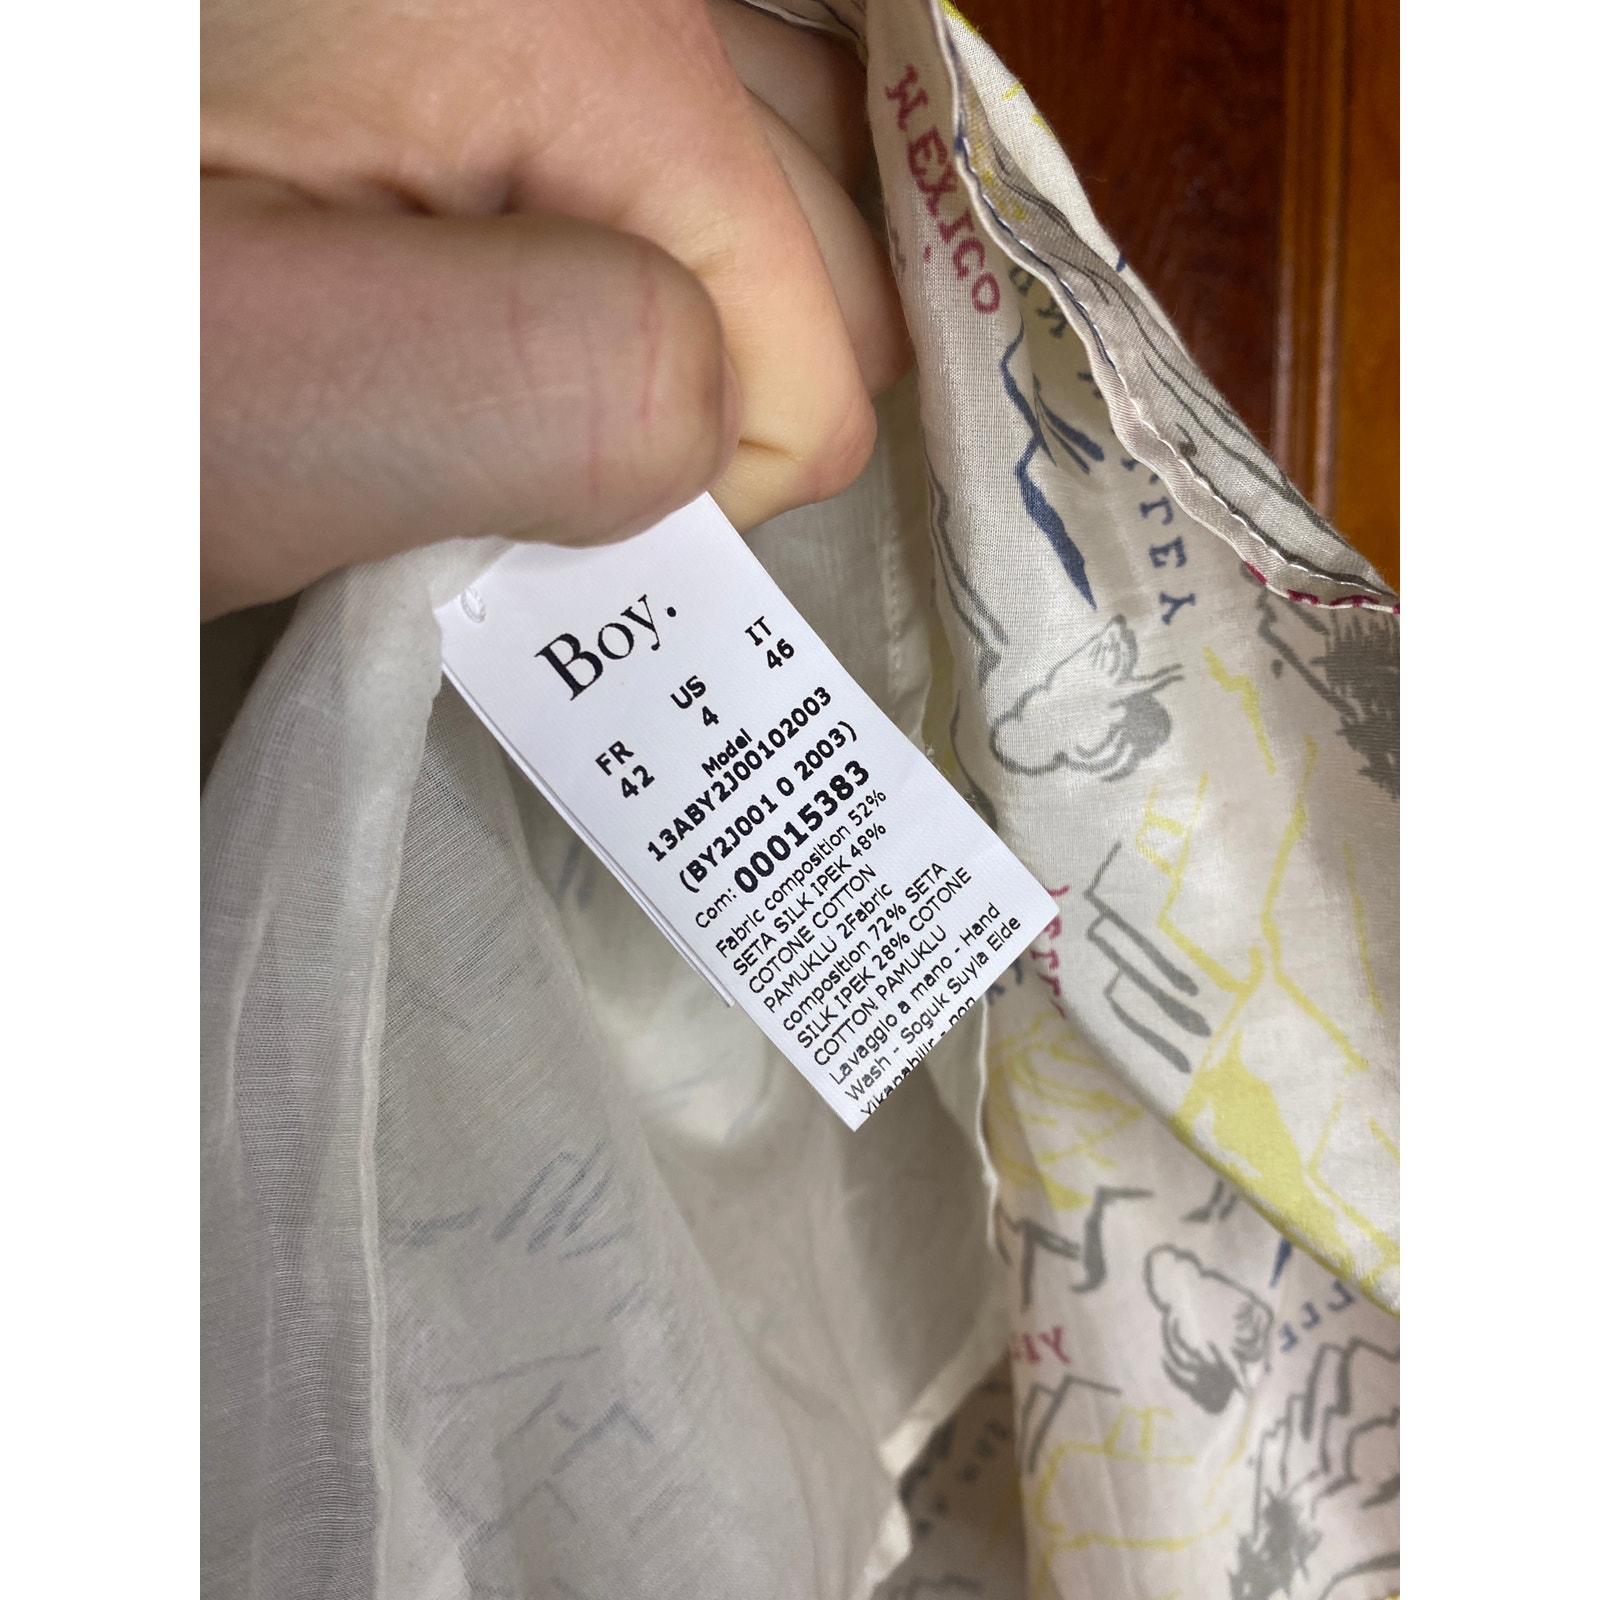 Boy.
FR US IT
42 4 46
Model
13ABY2J00102003
(BY2J001 0 2003)
Com: 00015383
Fabric composition 52%
SETA SILK IPEK 48%
COTONE COTTON
PAMUKLU 2Fabric
composition 72% SETA
SILK IPEK 28% COTONE
COTTON PAMUKLU
Lavaggio a mano - Hand
Wash - Soguk Suyla Elde
Yikanabilir - non
MEXICO